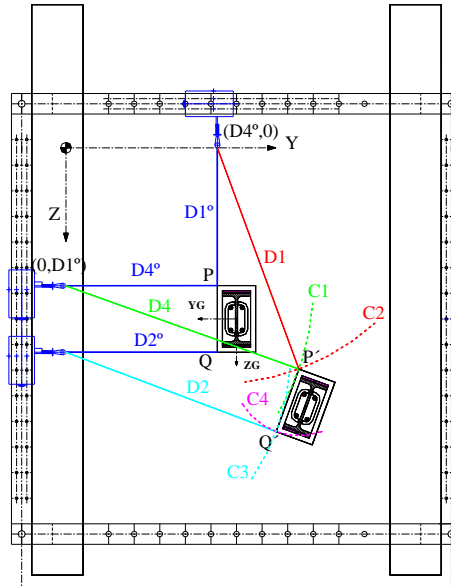 (D4º,0)
Y
Z
D1º
(0,D1º)
D4º
P
D1
D4
C1
YG
C2
D2º
Q
ZG
P´
D2
C4
Q´
C3